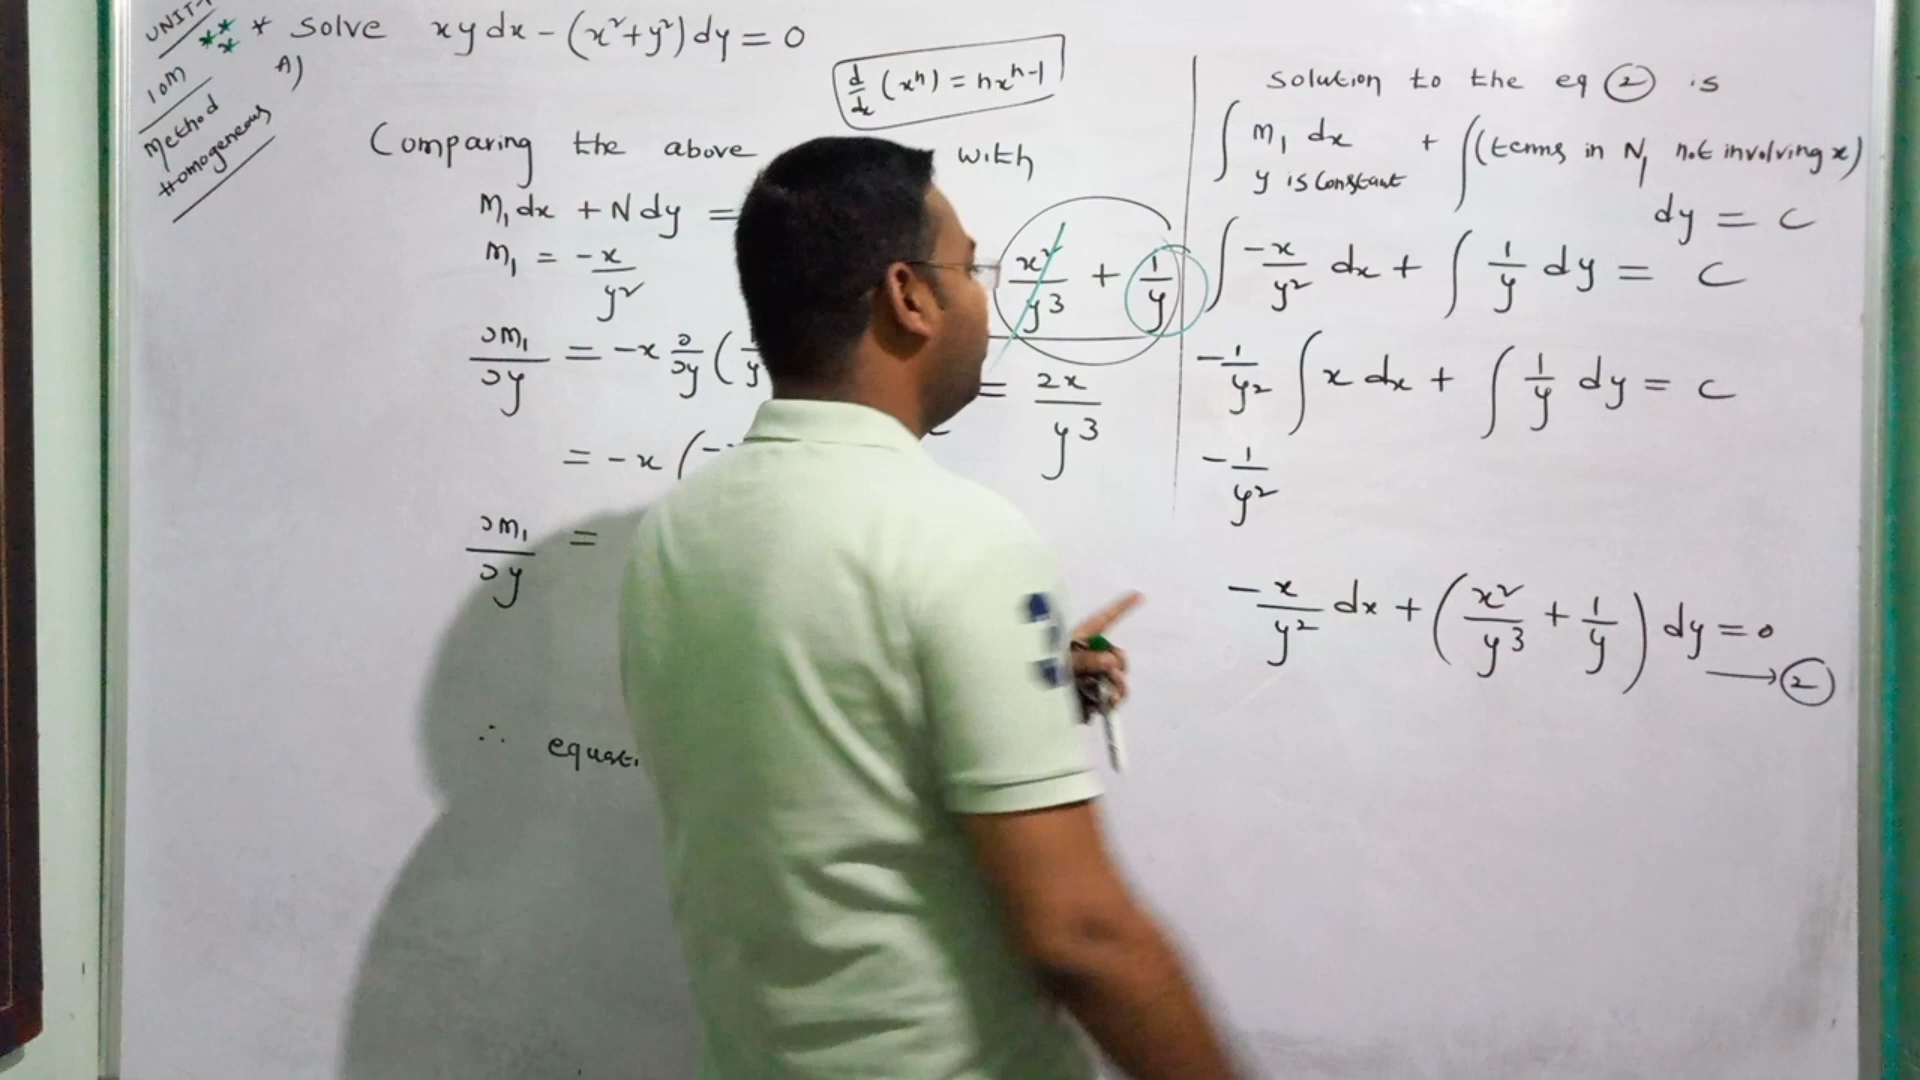 UNIT-
10M
Method
Homogeneous
* solve xy dx - (x²+y²) dy = 0
A)
d/dx (xⁿ) = nxⁿ⁻¹
Comparing the above with
M₁dx + N dy =
M₁ = -x/y²
x²/y³ + 1/y
∂M₁/∂y = -x ∂/∂y (
= 2x/y³
= -x (-
∂M₁/∂y =
∴
solution to the eq ② is
∫ M₁ dx + ∫ (terms in N₁ not involving x)
y is constant
dy = c
∫ -x/y² dx + ∫ 1/y dy = c
-1/y² ∫ x dx + ∫ 1/y dy = c
-1/y²
-x/y² dx + (x²/y³ + 1/y) dy = 0
→ ②